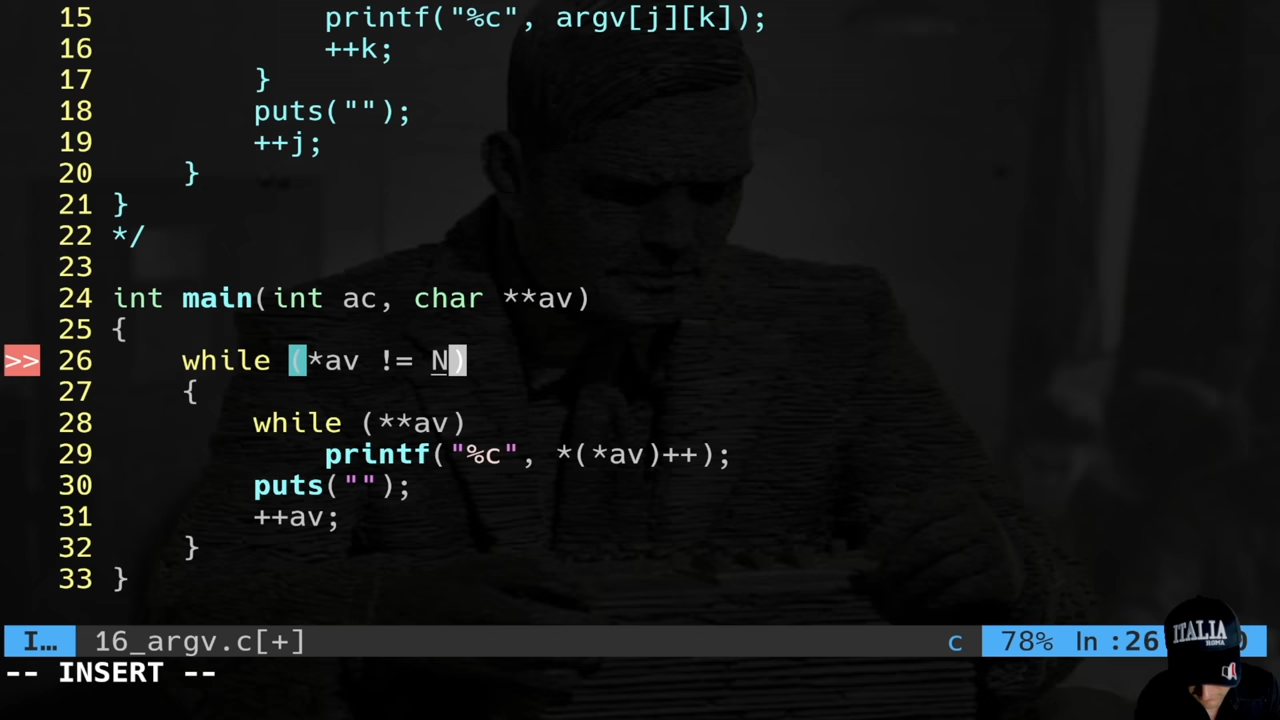 15 printf("%c", argv[j][k]);
16 ++k;
17 }
18 puts("");
19 ++j;
20 }
21 }
22 */
23
24 int main(int ac, char **av)
25 {
>> 26 while (*av != N)
27 {
28 while (**av)
29 printf("%c", *(*av)++);
30 puts("");
31 ++av;
32 }
33 }
I… 16_argv.c[+] c 78% ln :26
-- INSERT --
ITALIA
ROMA